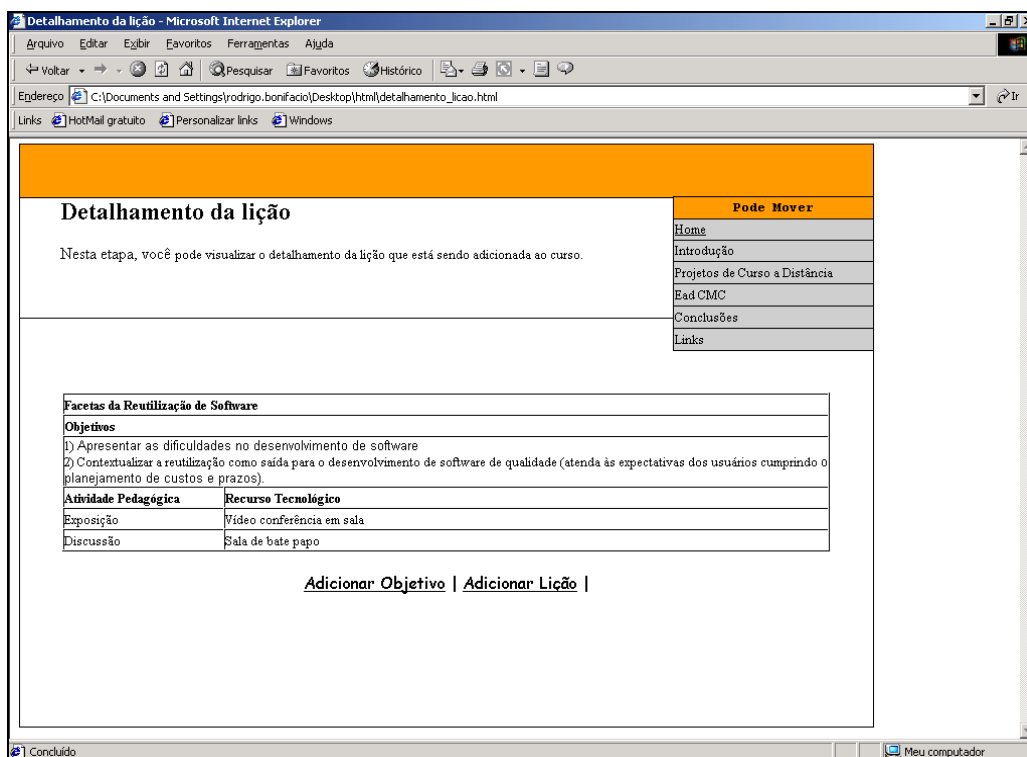 Detalhamento da lição - Microsoft Internet Explorer
Arquivo Editar Exibir Favoritos Ferramentas Ajuda
Voltar Pesquisar Favoritos Histórico
Endereço C:\Documents and Settings\rodrigo.bonifacio\Desktop\html\detalhamento_licao.html Ir
Links HotMail gratuito Personalizar links Windows
Detalhamento da lição
Nesta etapa, você pode visualizar o detalhamento da lição que está sendo adicionada ao curso.
Pode Mover
Home
Introdução
Projetos de Curso a Distância
Ead CMC
Conclusões
Links
Facetas da Reutilização de Software
Objetivos
1) Apresentar as dificuldades no desenvolvimento de software
2) Contextualizar a reutilização como saída para o desenvolvimento de software de qualidade (atenda às expectativas dos usuários cumprindo o
planejamento de custos e prazos).
Atividade Pedagógica Recurso Tecnológico
Exposição Vídeo conferência em sala
Discussão Sala de bate papo
Adicionar Objetivo | Adicionar Lição |
Concluído Meu computador